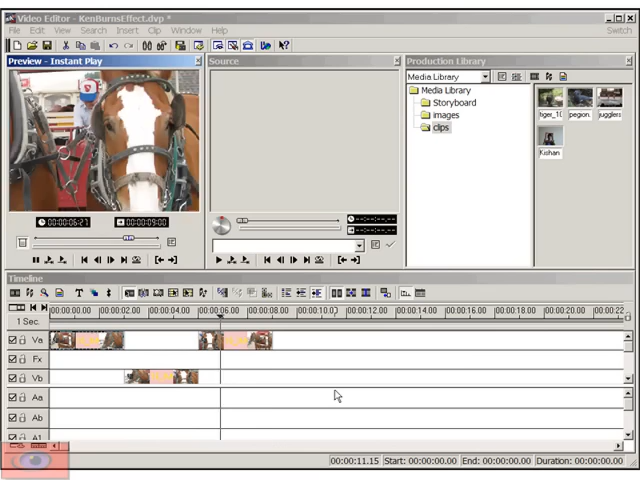 Video Editor - KenBurnsEffect.dvp *
File Edit View Search Insert Clip Window Help Switch
Preview - Instant Play
Source
Production Library
Media Library
Media Library
Storyboard
images
clips
tiger_10 pegion. jugglers
Kishan
00:00:06:27 00:00:09:00
--:--:--.--
--:--:--.--
Timeline
00:00:00.00 00:00:02.00 00:00:04.00 00:00:06.00 00:00:08.00 00:00:10.00 00:00:12.00 00:00:14.00 00:00:16.00 00:00:18.00 00:00:20.00 00:00:22
1 Sec.
Va
Fx
Vb
Aa
Ab
A1
00:00:11.15 Start: 00:00:00.00 End: 00:00:00.00 Duration: 00:00:00.00